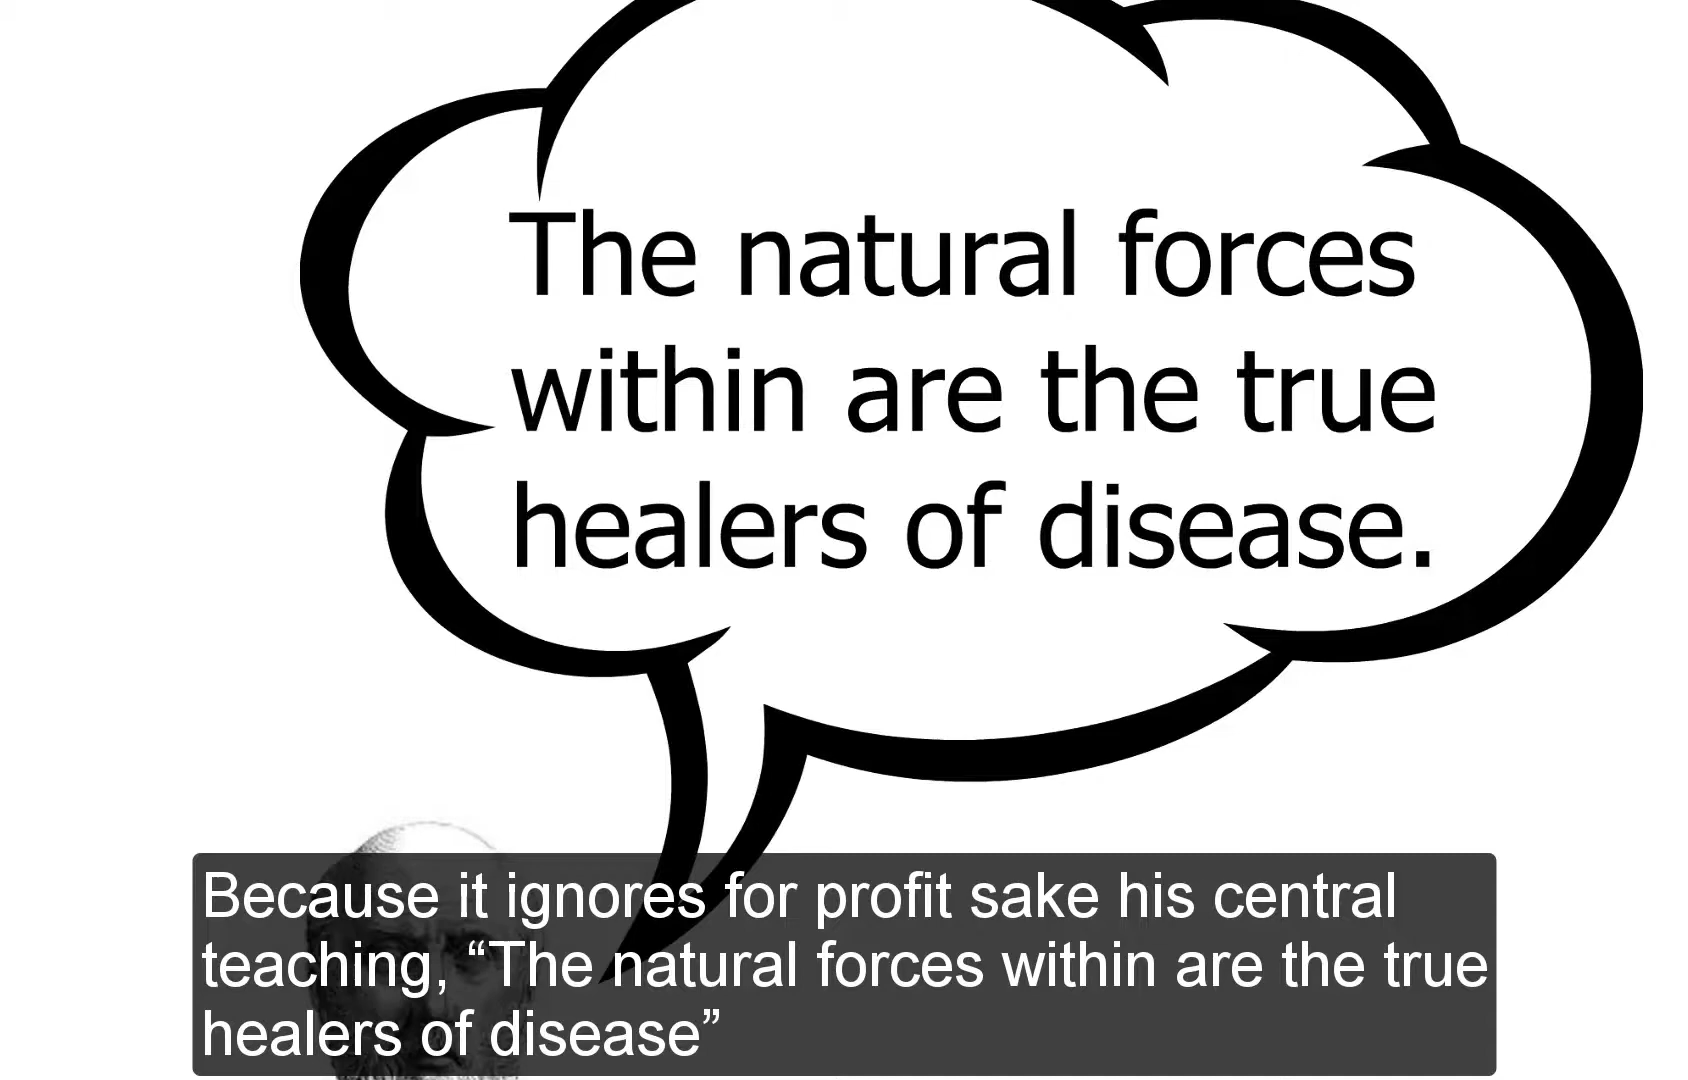 The natural forces
within are the true
healers of disease.
Because it ignores for profit sake his central
teaching, “The natural forces within are the true
healers of disease”